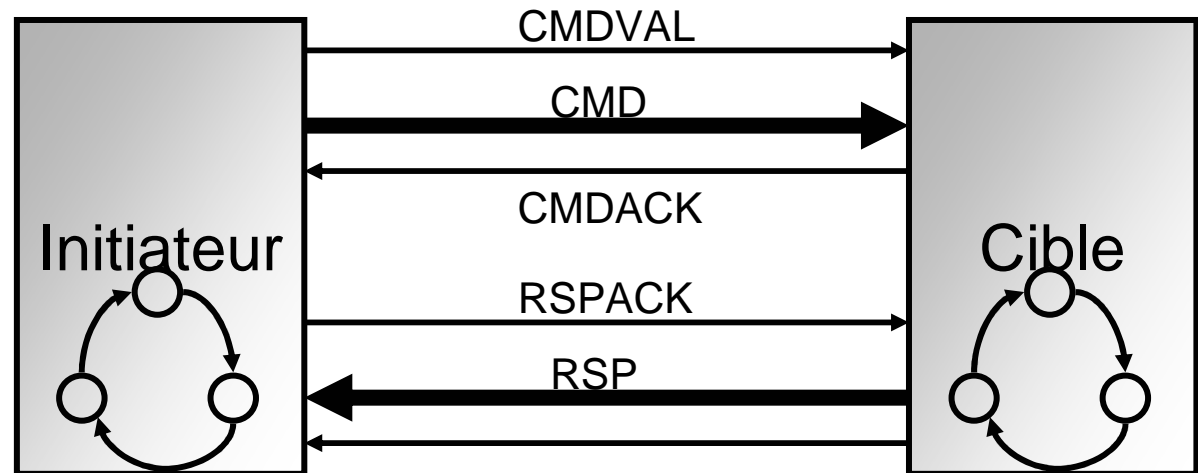 CMDVAL
CMD
CMDACK
Initiateur
Cible
RSPACK
RSP